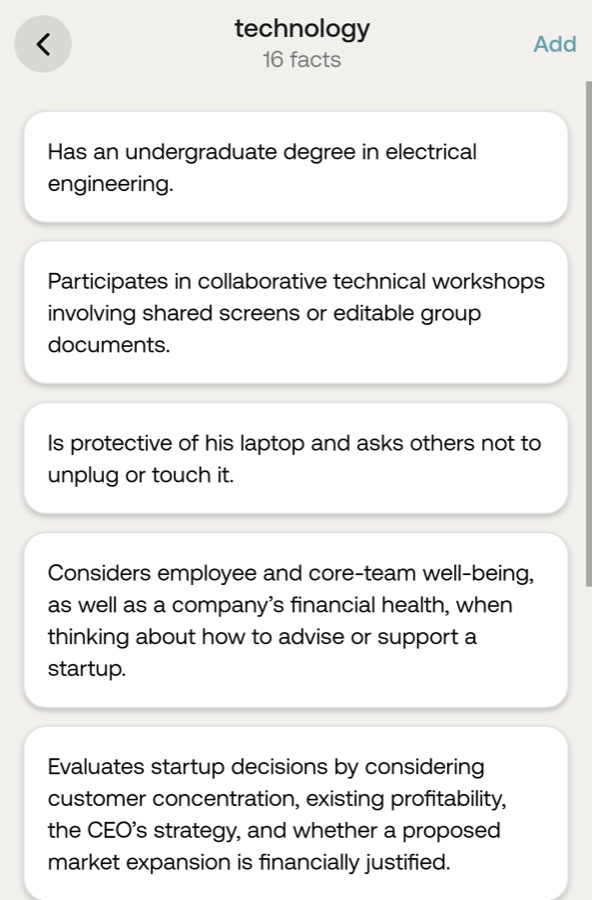 technology
16 facts
Add
Has an undergraduate degree in electrical
engineering.
Participates in collaborative technical workshops
involving shared screens or editable group
documents.
Is protective of his laptop and asks others not to
unplug or touch it.
Considers employee and core-team well-being,
as well as a company’s financial health, when
thinking about how to advise or support a
startup.
Evaluates startup decisions by considering
customer concentration, existing profitability,
the CEO’s strategy, and whether a proposed
market expansion is financially justified.